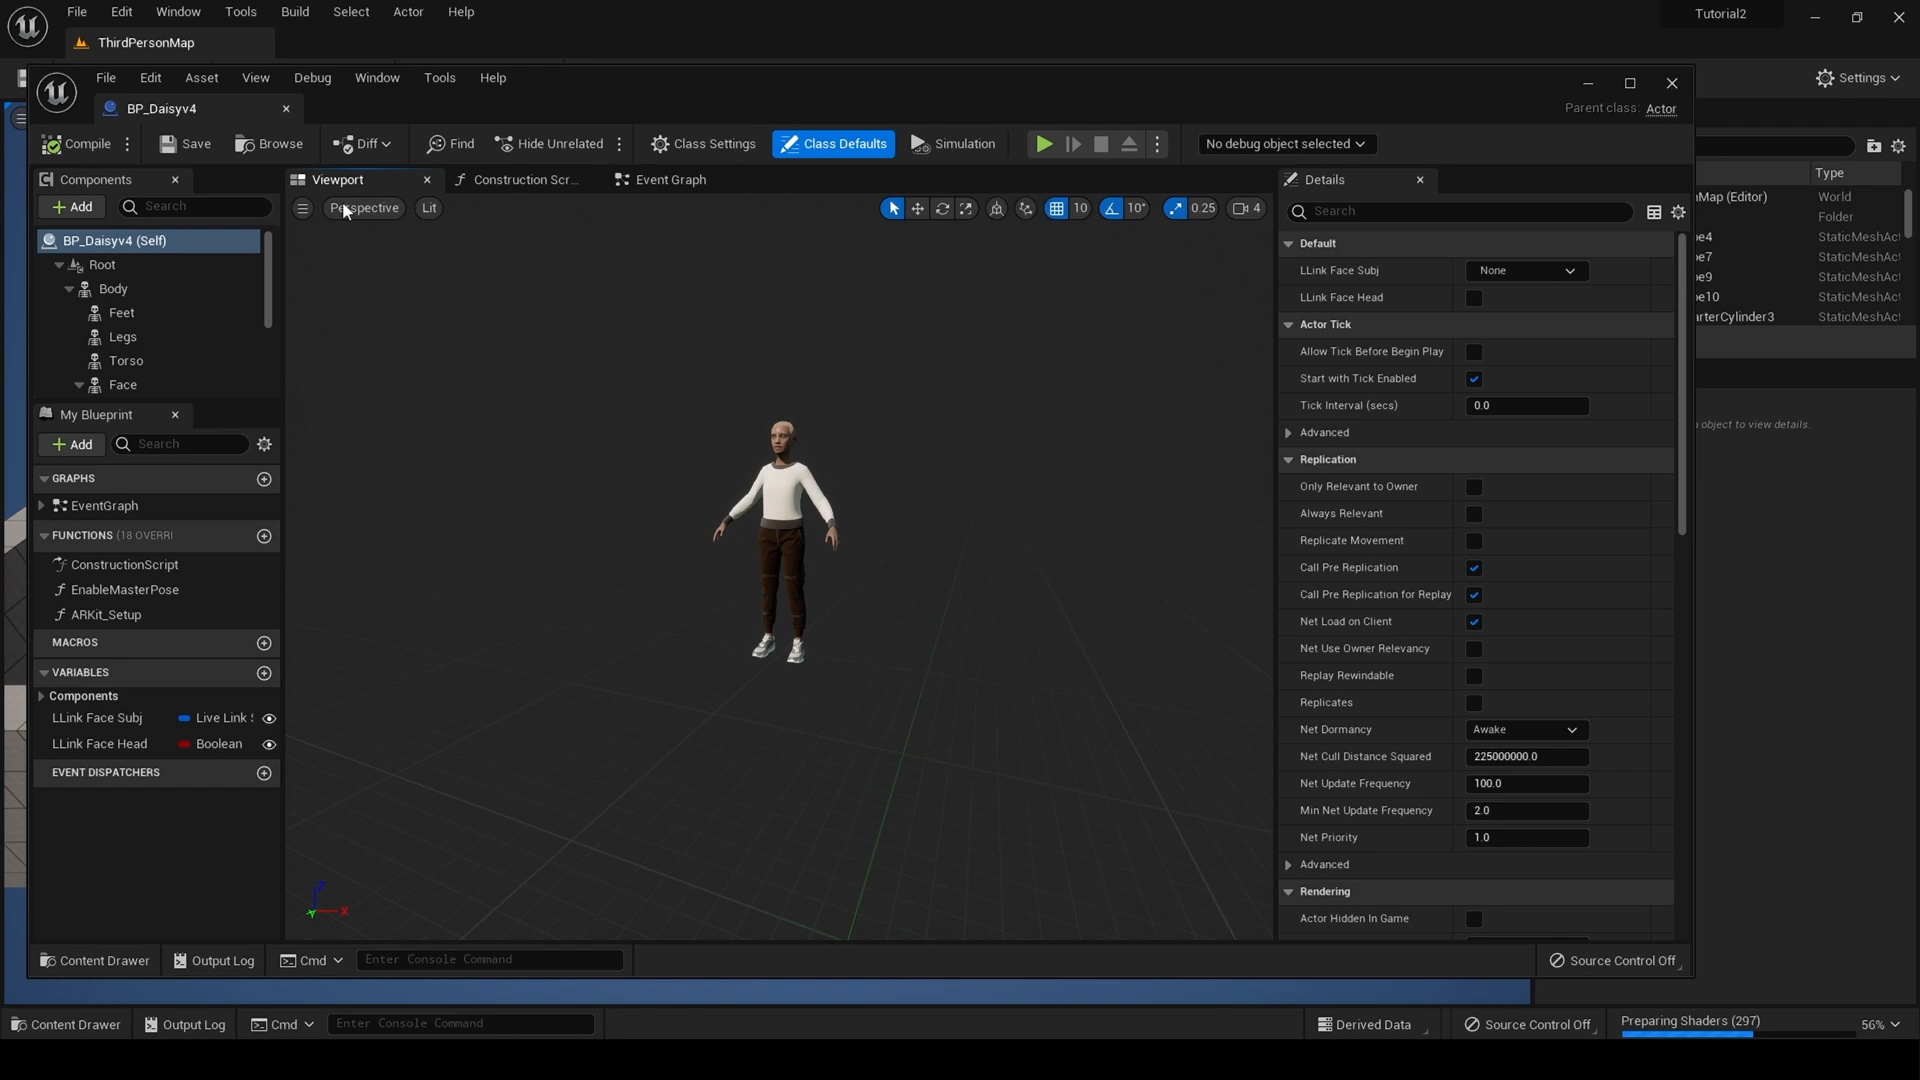 File Edit Window Tools Build Select Actor Help
Tutorial2
ThirdPersonMap
Settings
File Edit Asset View Debug Window Tools Help
BP_Daisyv4
Parent class: Actor
Compile Save Browse Diff Find Hide Unrelated Class Settings Class Defaults Simulation No debug object selected
Components
Add Search
BP_Daisyv4 (Self)
Root
Body
Feet
Legs
Torso
Face
My Blueprint
Add Search
GRAPHS
EventGraph
FUNCTIONS (18 OVERRI
ConstructionScript
EnableMasterPose
ARKit_Setup
MACROS
VARIABLES
Components
LLink Face Subj Live Link
LLink Face Head Boolean
EVENT DISPATCHERS
Viewport Construction Scr... Event Graph
Perspective Lit 10 10° 0.25 4
Z
Y X
Details
Search
Default
LLink Face Subj None
LLink Face Head
Actor Tick
Allow Tick Before Begin Play
Start with Tick Enabled
Tick Interval (secs) 0.0
Advanced
Replication
Only Relevant to Owner
Always Relevant
Replicate Movement
Call Pre Replication
Call Pre Replication for Replay
Net Load on Client
Net Use Owner Relevancy
Replay Rewindable
Replicates
Net Dormancy Awake
Net Cull Distance Squared 225000000.0
Net Update Frequency 100.0
Min Net Update Frequency 2.0
Net Priority 1.0
Advanced
Rendering
Actor Hidden In Game
Type
Map (Editor) World
Folder
be4 StaticMeshAct
be7 StaticMeshAct
be9 StaticMeshAct
be10 StaticMeshAct
arterCylinder3 StaticMeshAct
object to view details.
Content Drawer Output Log Cmd Enter Console Command Source Control Off
Content Drawer Output Log Cmd Enter Console Command Derived Data Source Control Off Preparing Shaders (297) 56%